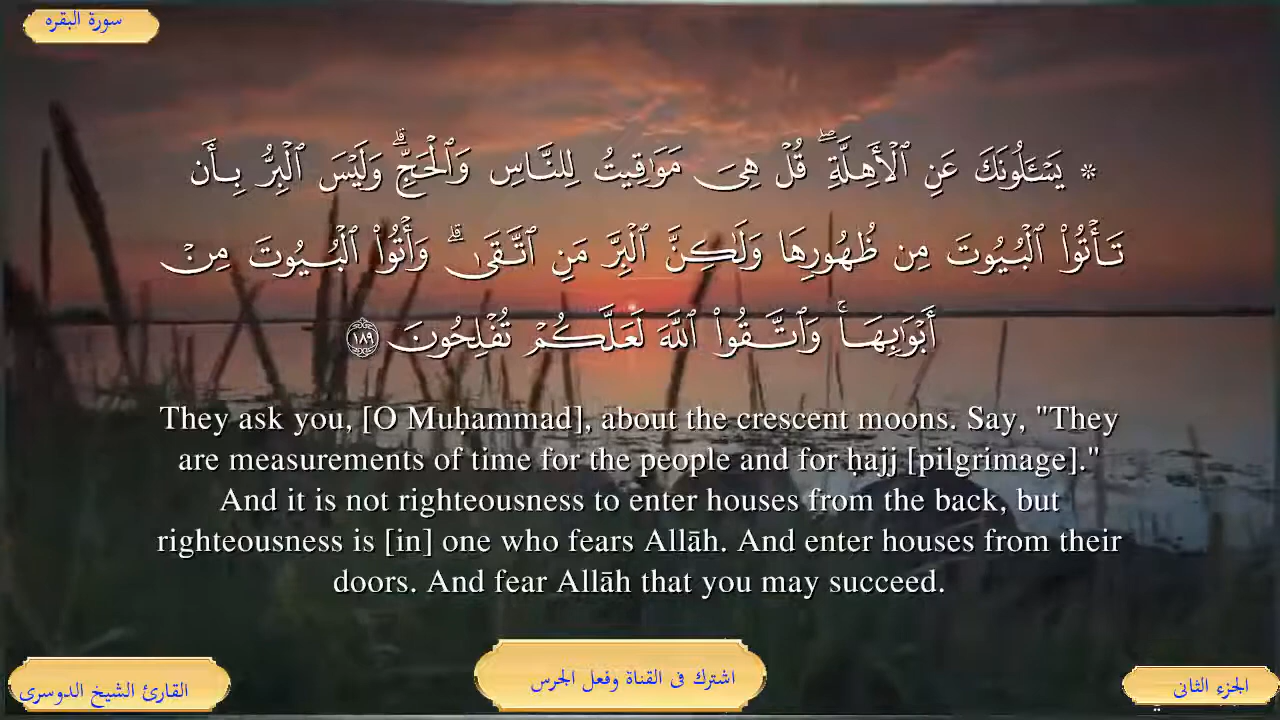 سورة البقره
* يَسْـَٔلُونَكَ عَنِ ٱلْأَهِلَّةِ ۖ قُلْ هِىَ مَوَٰقِيتُ لِلنَّاسِ وَٱلْحَجِّ ۗ وَلَيْسَ ٱلْبِرُّ بِأَن
تَأْتُوا۟ ٱلْبُيُوتَ مِن ظُهُورِهَا وَلَـٰكِنَّ ٱلْبِرَّ مَنِ ٱتَّقَىٰ ۗ وَأْتُوا۟ ٱلْبُيُوتَ مِنْ
أَبْوَٰبِهَا ۚ وَٱتَّقُوا۟ ٱللَّهَ لَعَلَّكُمْ تُفْلِحُونَ ١٨٩
They ask you, [O Muḥammad], about the crescent moons. Say, "They
are measurements of time for the people and for ḥajj [pilgrimage]."
And it is not righteousness to enter houses from the back, but
righteousness is [in] one who fears Allāh. And enter houses from their
doors. And fear Allāh that you may succeed.
الجزء الثانى
اشترك فى القناة وفعل الجرس
القارئ الشيخ الدوسرى